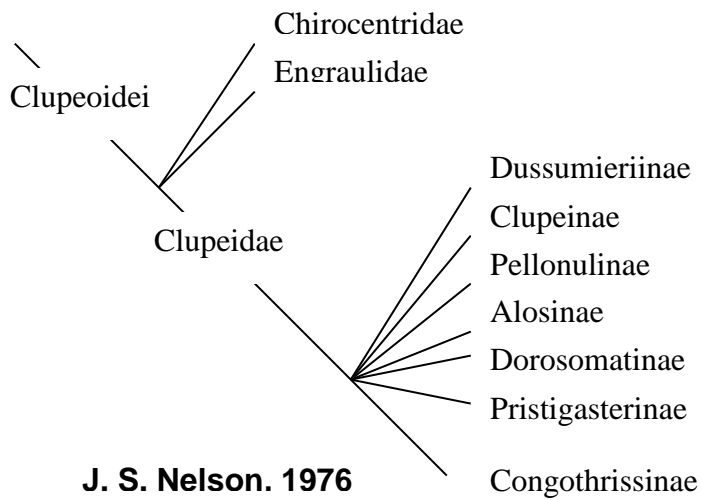 Chirocentridae
Engraulidae
Clupeoidei
Dussumieriinae
Clupeinae
Clupeidae
Pellonulinae
Alosinae
Dorosomatinae
Pristigasterinae
J. S. Nelson. 1976
Congothrissinae